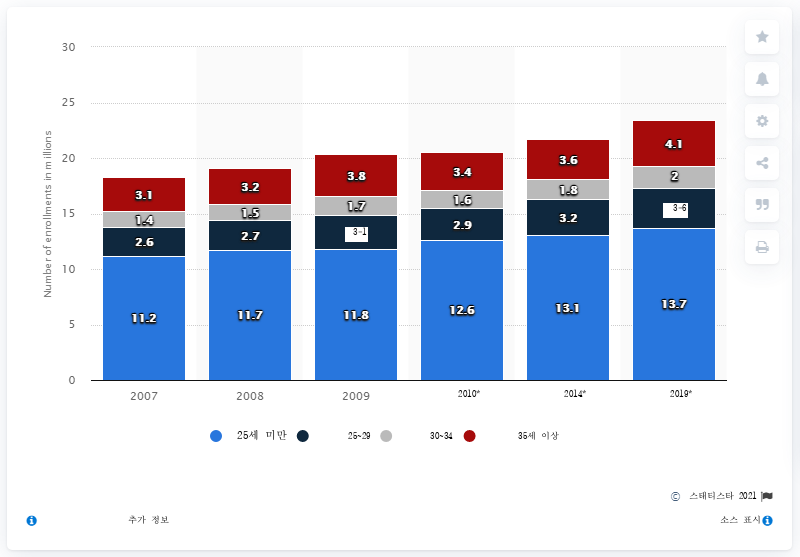 30
25
20
15
10
5
0
Number of enrollments in millions
3.1 3.2 3.8 3.4 3.6 4.1
1.4 1.5 1.7 1.6 1.8 2
2.6 2.7 3-1 2.9 3.2 3-6
11.2 11.7 11.8 12.6 13.1 13.7
2007 2008 2009 2010* 2014* 2019*
25세 미만 25~29 30~34 35세 이상
© 스태티스타 2021
추가 정보 소스 표시